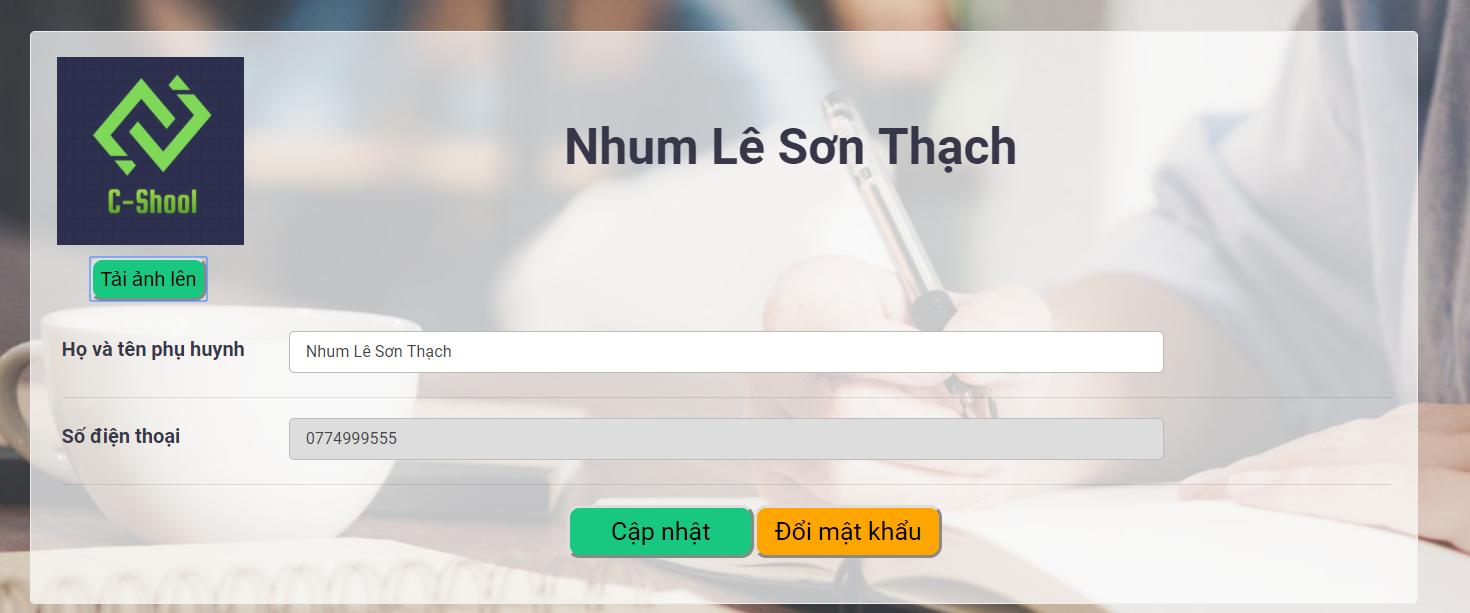 C-Shool
Nhum Lê Sơn Thạch
Tải ảnh lên
Họ và tên phụ huynh
Nhum Lê Sơn Thạch
Số điện thoại
0774999555
Cập nhật
Đổi mật khẩu